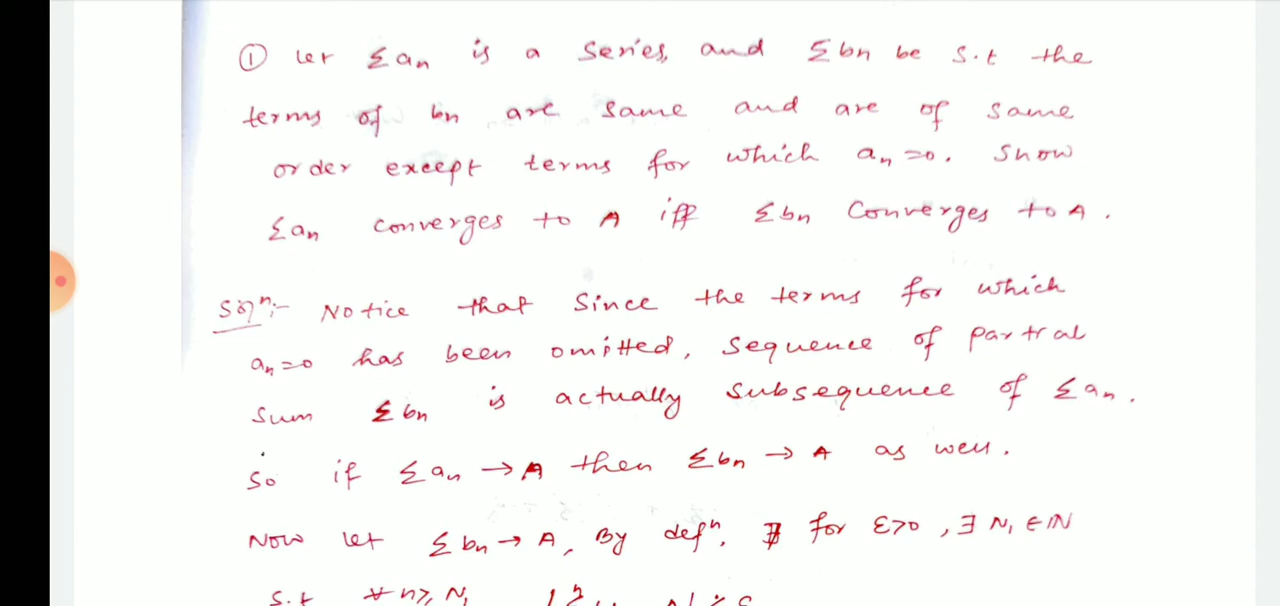 ① Let Σan is a series, and Σbn be s.t the
terms of bn are same and are of same
order except terms for which an=0. Show
Σan converges to A iff Σbn converges to A.
Solⁿ:- Notice that since the terms for which
an=0 has been omitted, sequence of partial
sum Σbn is actually subsequence of Σan.
So if Σan → A then Σbn → A as well.
Now let Σbn → A, By defⁿ, for ε>0, ∃ N₁ ∈ ℕ
s.t ∀ n≥N₁